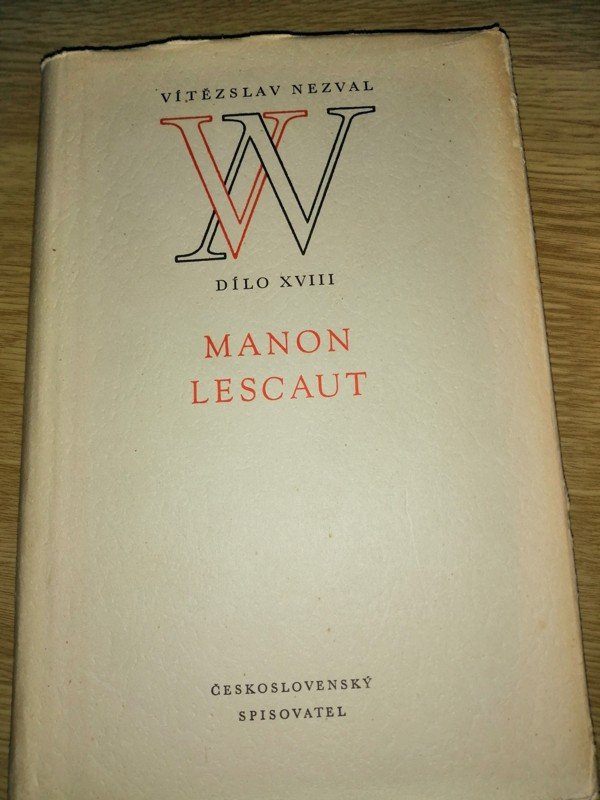 VÍTĚZSLAV NEZVAL
VN
DÍLO XVIII
MANON
LESCAUT
ČESKOSLOVENSKÝ
SPISOVATEL